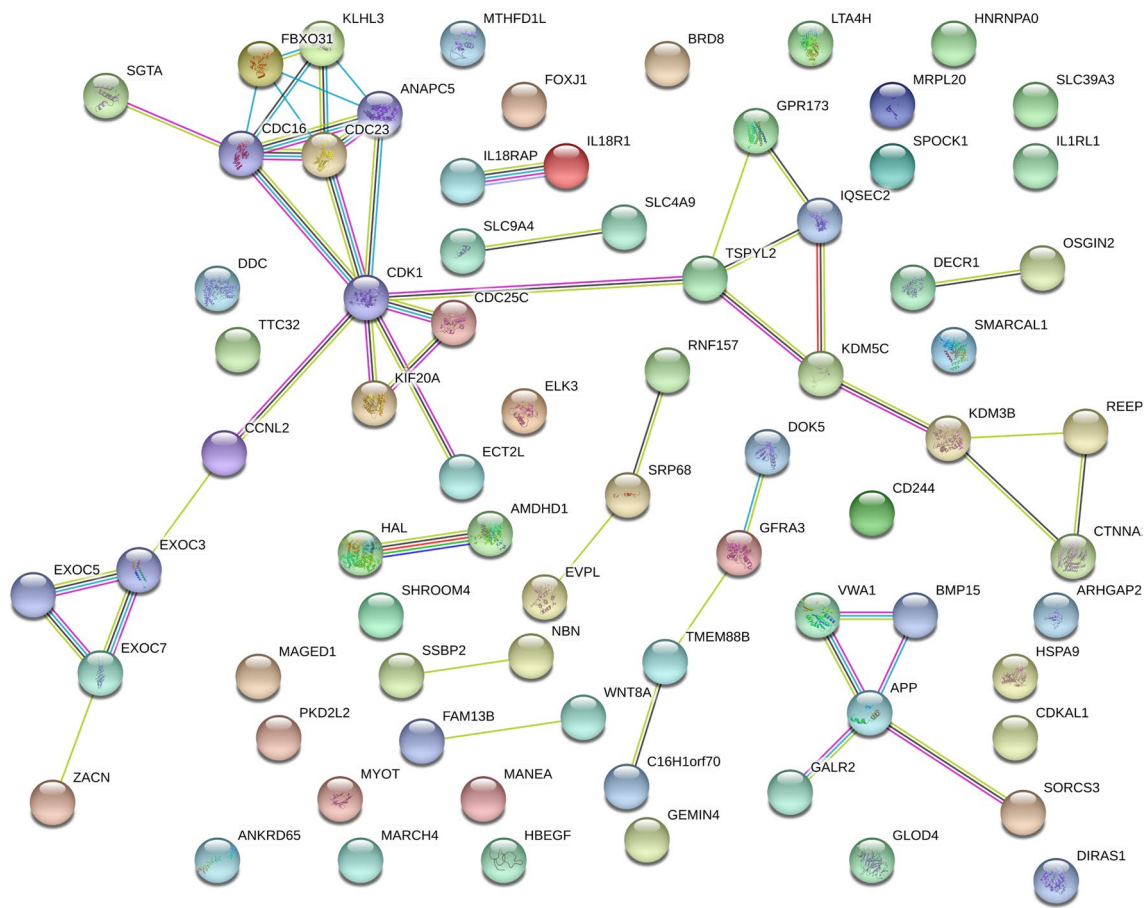 KLHL3
MTHFD1L
LTA4H
HNRNPA0
FBXO31
BRD8
SGTA
FOXJ1
MRPL20
SLC39A3
ANAPC5
GPR173
CDC16
CDC23
IL18RAP
IL18R1
SPOCK1
IL1RL1
IQSEC2
SLC4A9
SLC9A4
TSPYL2
DECR1
OSGIN2
DDC
CDK1
CDC25C
TTC32
SMARCAL1
RNF157
KDM5C
KIF20A
ELK3
KDM3B
REEP
CCNL2
DOK5
ECT2L
SRP68
CD244
HAL
AMDHD1
GFRA3
CTNNA
EXOC3
EXOC5
EVPL
SHROOM4
VWA1
BMP15
ARHGAP2
EXOC7
NBN
TMEM88B
MAGED1
SSBP2
HSPA9
APP
WNT8A
PKD2L2
FAM13B
CDKAL1
ZACN
MYOT
MANEA
C16H1orf70
GALR2
SORCS3
GEMIN4
ANKRD65
MARCH4
HBEGF
GLOD4
DIRAS1